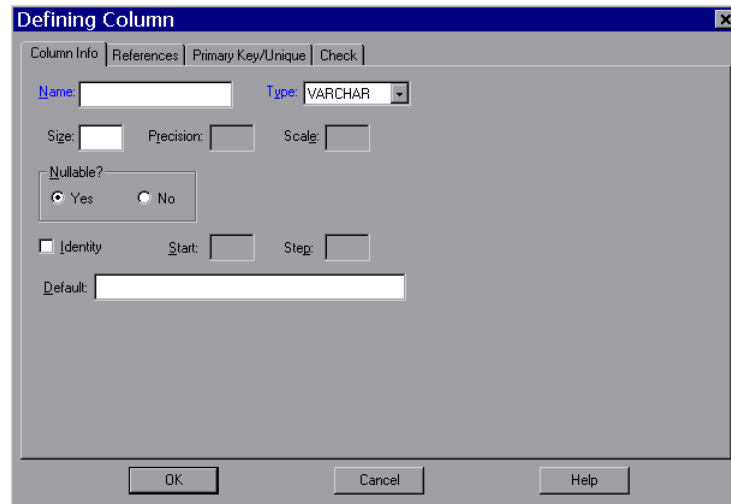 Defining Column
Column Info References Primary Key/Unique Check
Name: Type: VARCHAR
Size: Precision: Scale:
Nullable?
Yes No
Identity Start: Step:
Default:
OK Cancel Help